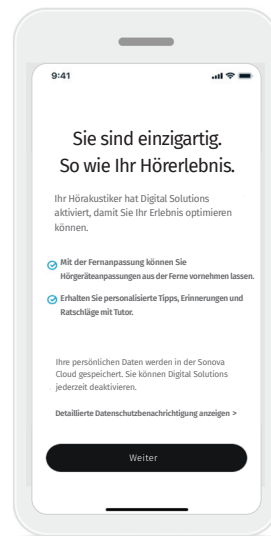 9:41
Sie sind einzigartig.
So wie Ihr Hörerlebnis.
Ihr Hörakustiker hat Digital Solutions
aktiviert, damit Sie Ihr Erlebnis optimieren
können.
Mit der Fernanpassung können Sie
Hörgeräteanpassungen aus der Ferne vornehmen lassen.
Erhalten Sie personalisierte Tipps, Erinnerungen und
Ratschläge mit Tutor.
Ihre persönlichen Daten werden in der Sonova
Cloud gespeichert. Sie können Digital Solutions
jederzeit deaktivieren.
Detaillierte Datenschutzbenachrichtigung anzeigen >
Weiter